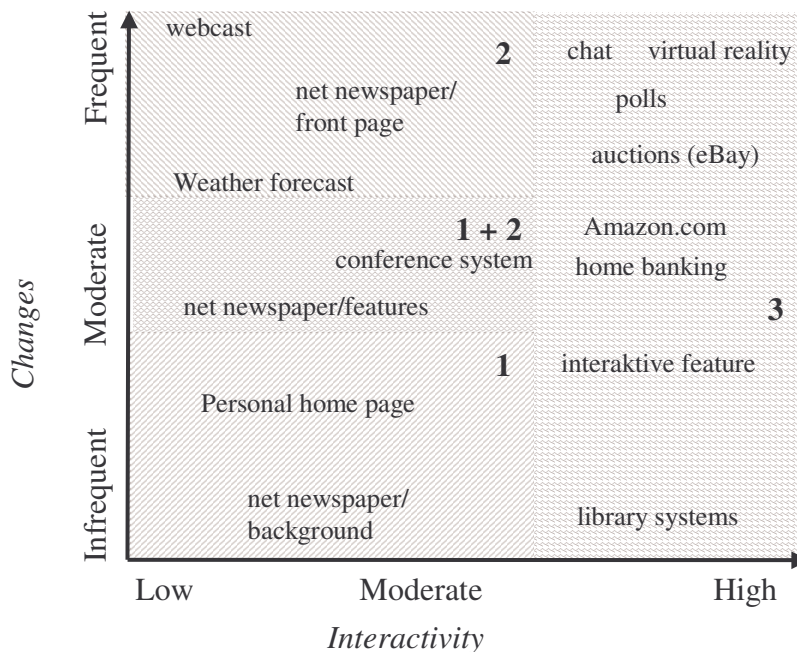 webcast
2
chat virtual reality
net newspaper/
front page
polls
auctions (eBay)
Weather forecast
1 + 2
Amazon.com
conference system
home banking
net newspaper/features
3
1
interaktive feature
Personal home page
net newspaper/
background
library systems
Frequent
Moderate
Infrequent
Changes
Low Moderate High
Interactivity